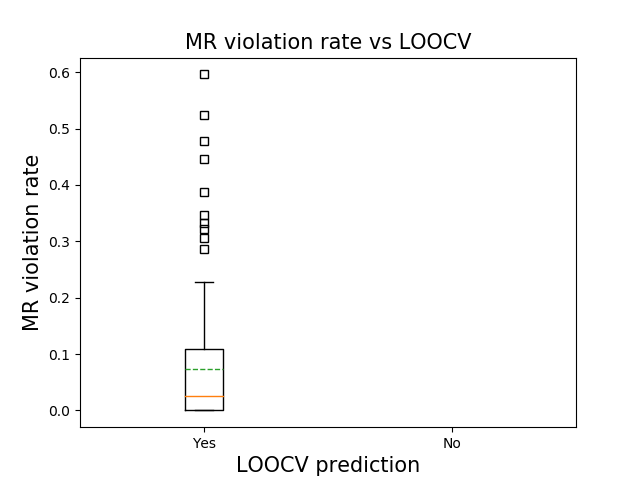 MR violation rate vs LOOCV
0.6
0.5
0.4
0.3
0.2
0.1
0.0
MR violation rate
Yes
No
LOOCV prediction